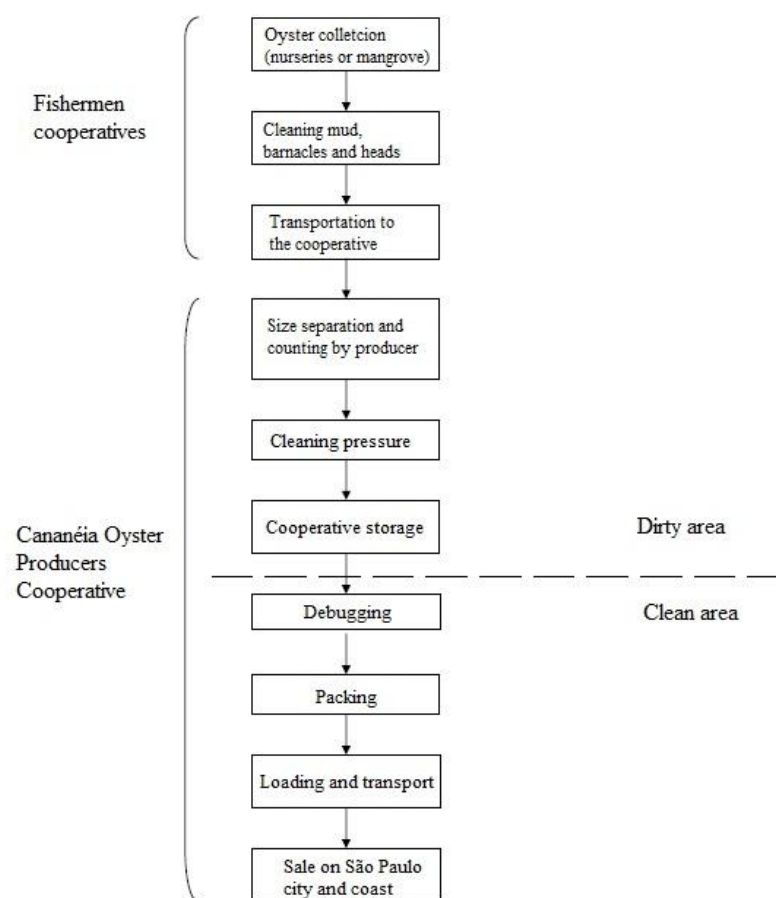 Oyster colletcion
(nurseries or mangrove)
Fishermen
cooperatives
Cleaning mud,
barnacles and heads
Transportation to
the cooperative
Size separation and
counting by producer
Cleaning pressure
Cananéia Oyster
Producers
Cooperative
Cooperative storage
Dirty area
Debugging
Clean area
Packing
Loading and transport
Sale on São Paulo
city and coast